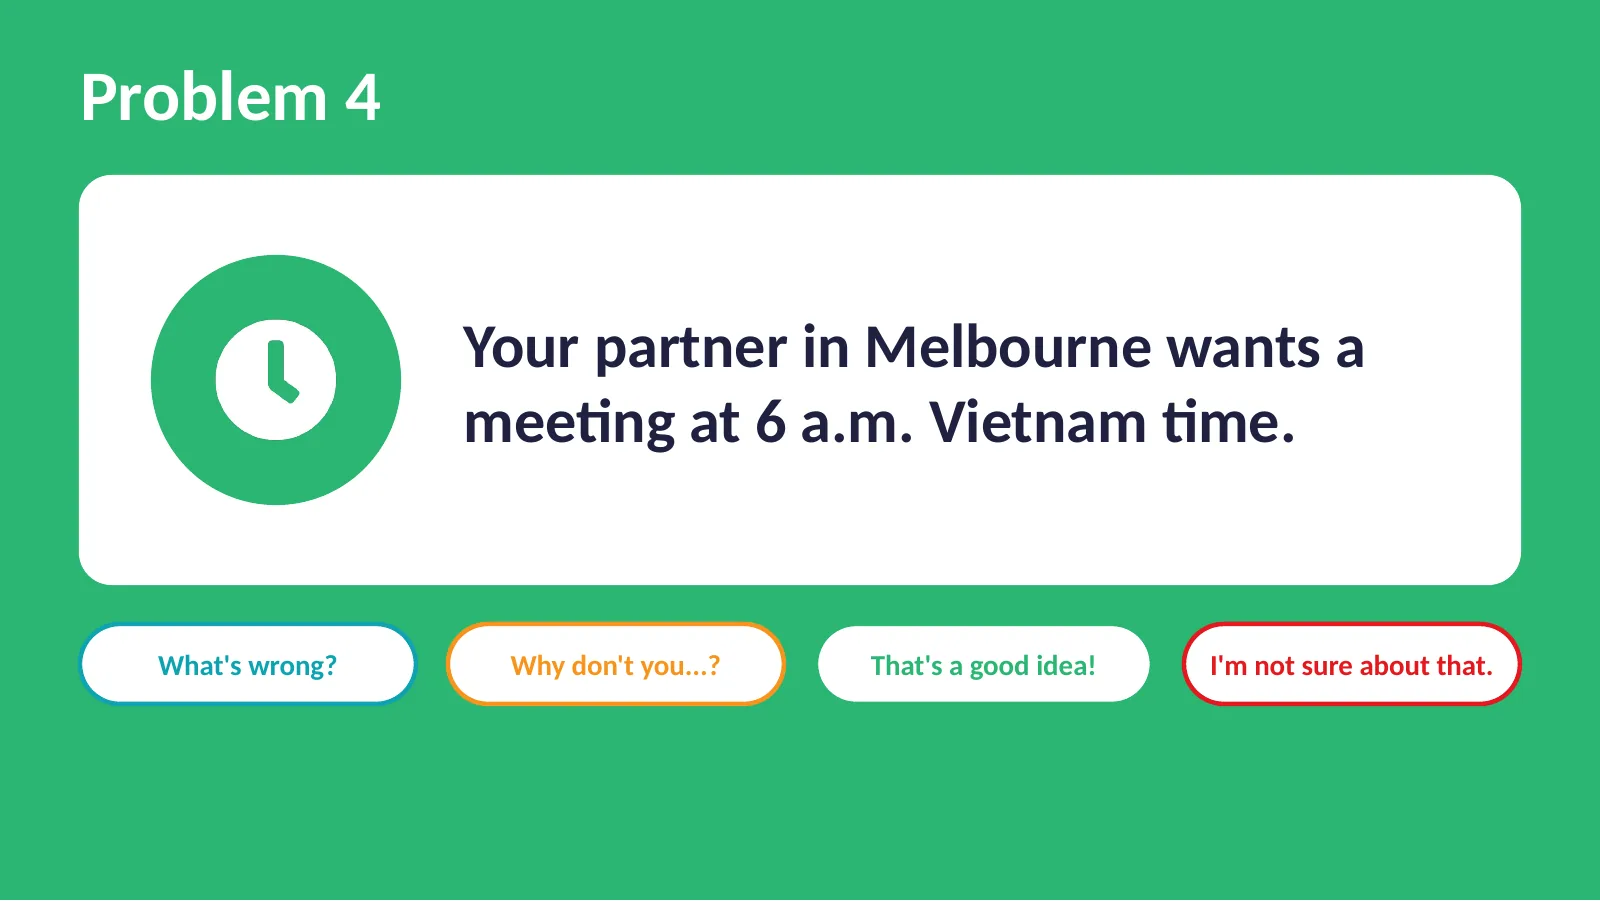 Problem 4
Your partner in Melbourne wants a
meeting at 6 a.m. Vietnam time.
What's wrong?
Why don't you...?
That's a good idea!
I'm not sure about that.